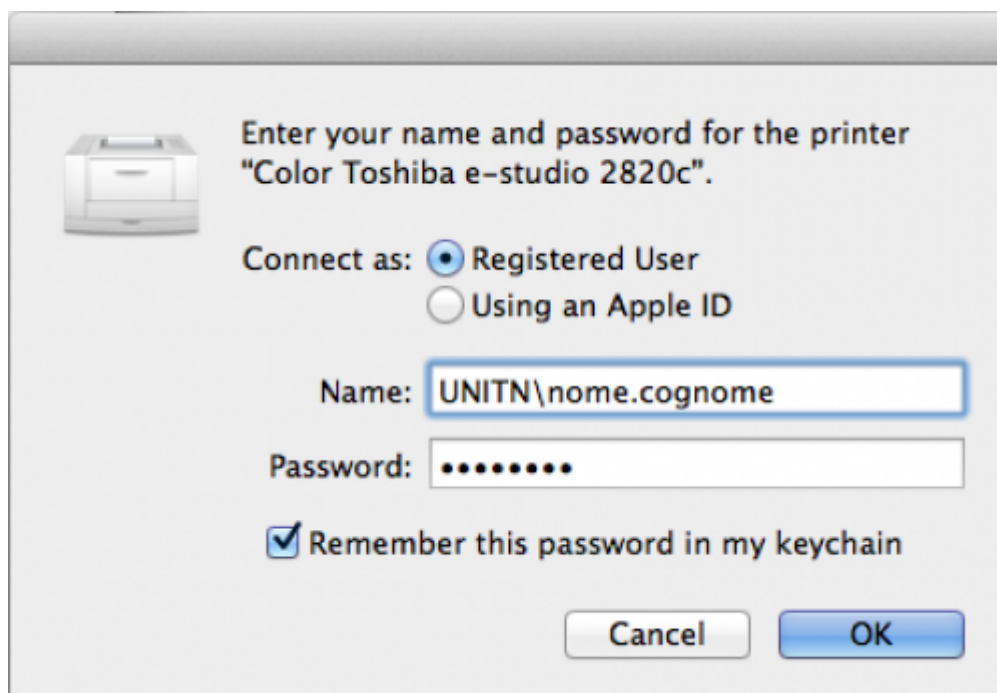 Enter your name and password for the printer
“Color Toshiba e-studio 2820c”.
Connect as: Registered User
Using an Apple ID
Name: UNITN\nome.cognome
Password: ••••••••
Remember this password in my keychain
Cancel OK